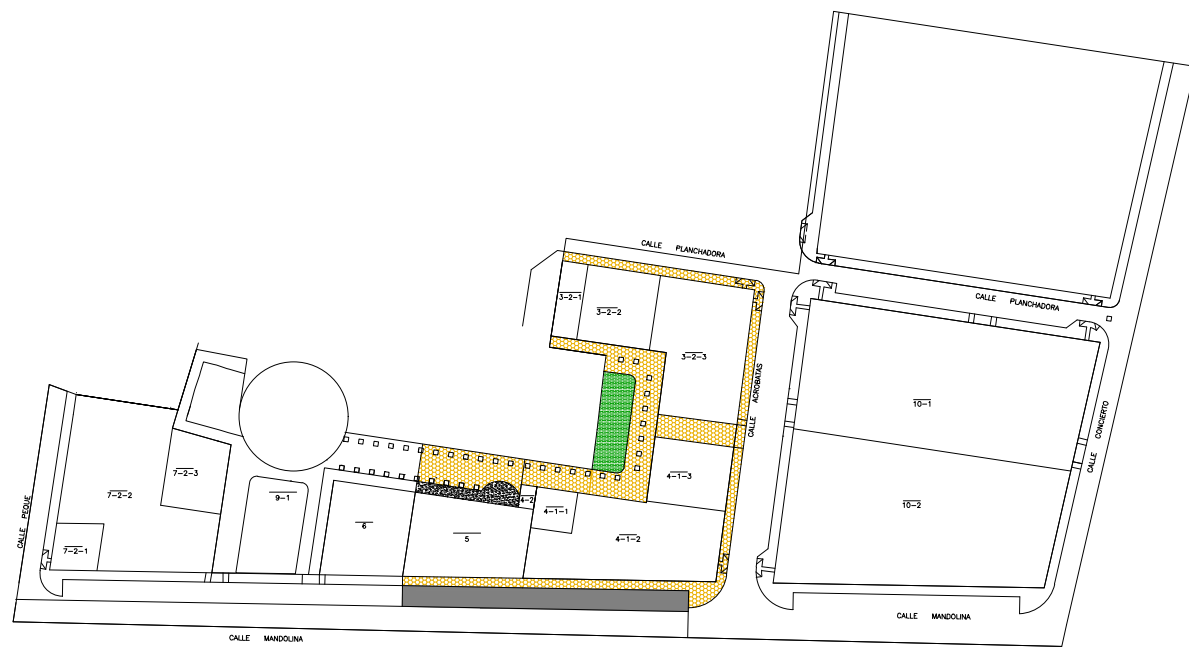 CALLE PLANCHADORA
3-2-1
3-2-2
3-2-3
CALLE PLANCHADORA
CALLE ACROBATAS
10-1
CALLE CONCIERTO
7-2-3
7-2-2
9-1
4-1-3
4-2
4-1-1
10-2
CALLE PEQUE
6
5
4-1-2
7-2-1
CALLE MANDOLINA
CALLE MANDOLINA